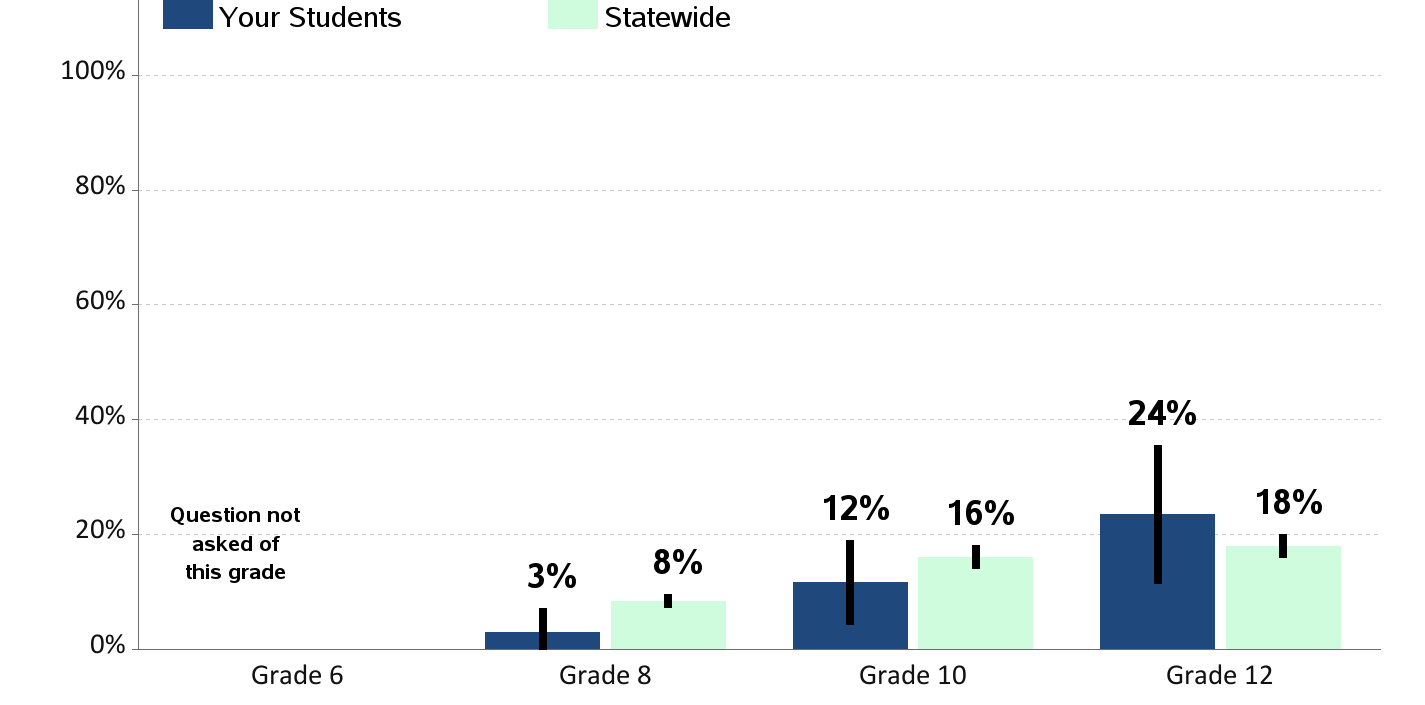 Your Students
Statewide
100%
80%
60%
40%
20%
0%
Question not
asked of
this grade
3%
8%
12%
16%
24%
18%
Grade 6
Grade 8
Grade 10
Grade 12